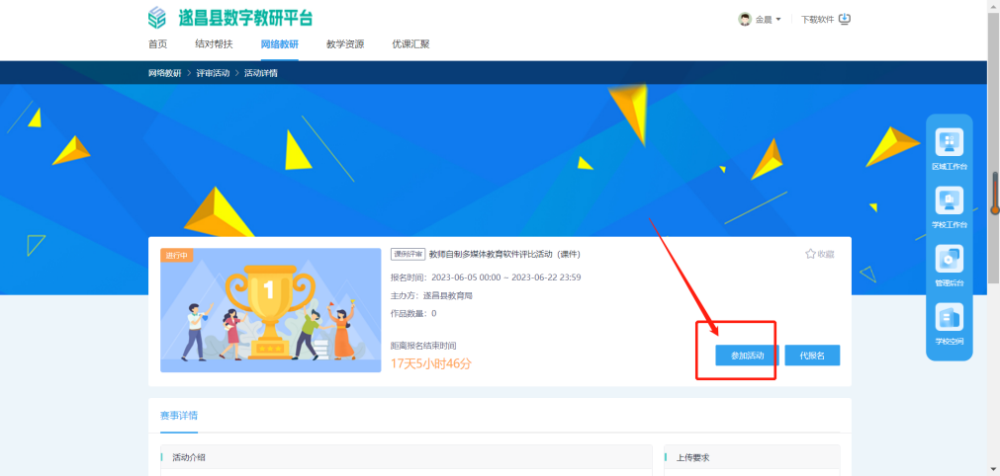 遂昌县数字教研平台
金晨
下载软件
首页 结对帮扶 网络教研 教学资源 优课汇聚
网络教研 > 评审活动 > 活动详情
区域工作台
学校工作台
管理后台
学校空间
进行中
1
课例评审 教师自制多媒体教育软件评比活动（课件）
收藏
报名时间：2023-06-05 00:00 ~ 2023-06-22 23:59
主办方：遂昌县教育局
作品数量：0
距离报名结束时间
17天5小时46分
参加活动 代报名
赛事详情
活动介绍 上传要求